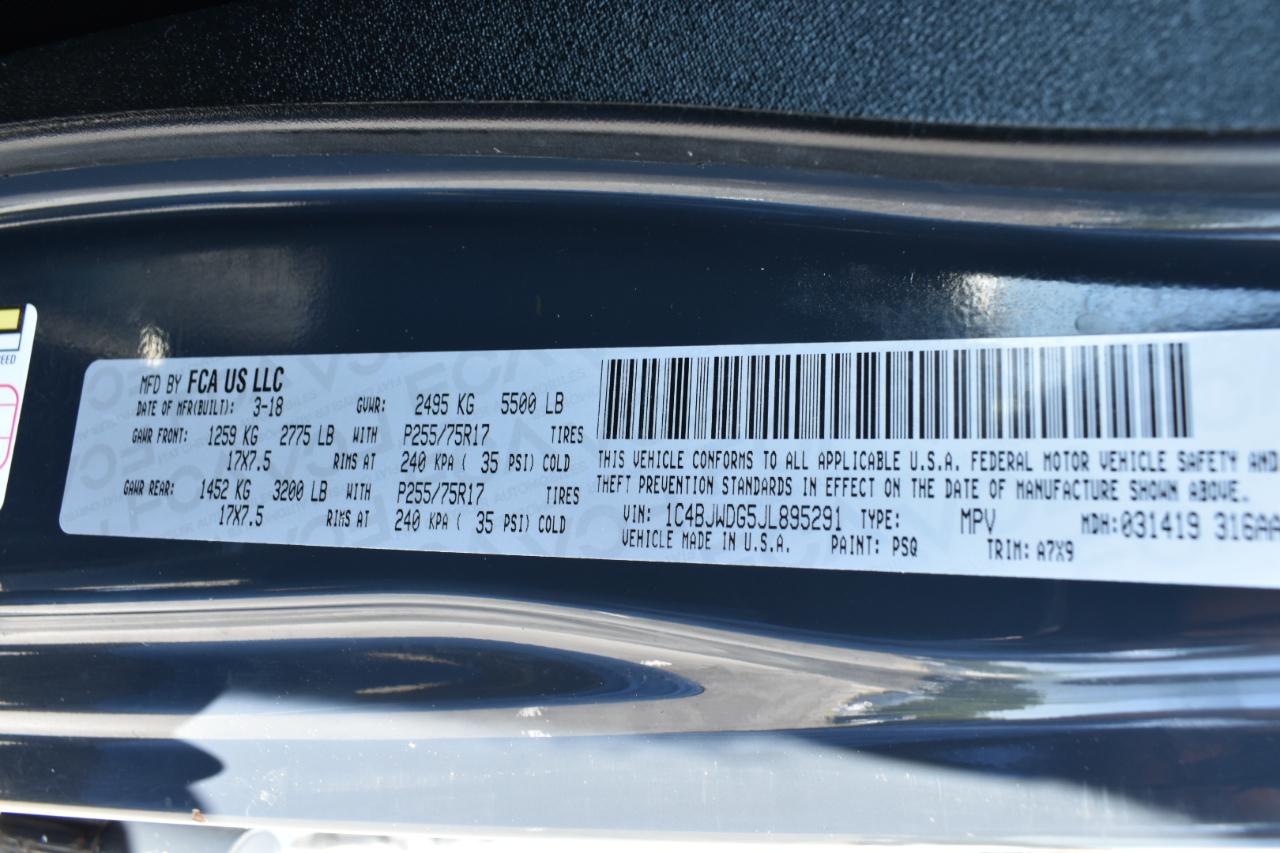 EED
MFD BY FCA US LLC
DATE OF MFR(BUILT): 3-18 GVWR: 2495 KG 5500 LB
GAWR FRONT: 1259 KG 2775 LB WITH P255/75R17 TIRES
17X7.5 RIMS AT 240 KPA ( 35 PSI) COLD
GAWR REAR: 1452 KG 3200 LB WITH P255/75R17 TIRES
17X7.5 RIMS AT 240 KPA ( 35 PSI) COLD
THIS VEHICLE CONFORMS TO ALL APPLICABLE U.S.A. FEDERAL MOTOR VEHICLE SAFETY AND
THEFT PREVENTION STANDARDS IN EFFECT ON THE DATE OF MANUFACTURE SHOWN ABOVE.
VIN: 1C4BJWDG5JL895291 TYPE: MPV MDH: 031419 316AA
VEHICLE MADE IN U.S.A. PAINT: PSQ TRIM: A7X9